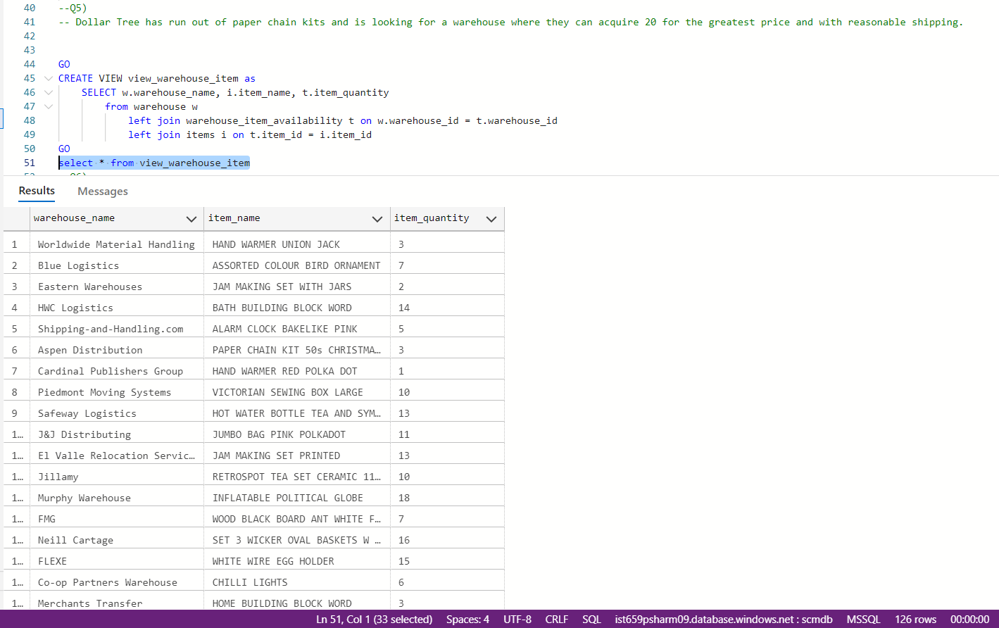 40 --Q5)
41 -- Dollar Tree has run out of paper chain kits and is looking for a warehouse where they can acquire 20 for the greatest price and with reasonable shipping.
42
43
44 GO
45 CREATE VIEW view_warehouse_item as
46 SELECT w.warehouse_name, i.item_name, t.item_quantity
47 from warehouse w
48 left join warehouse_item_availability t on w.warehouse_id = t.warehouse_id
49 left join items i on t.item_id = i.item_id
50 GO
51 select * from view_warehouse_item
Results Messages
warehouse_name item_name item_quantity
1 Worldwide Material Handling HAND WARMER UNION JACK 3
2 Blue Logistics ASSORTED COLOUR BIRD ORNAMENT 7
3 Eastern Warehouses JAM MAKING SET WITH JARS 2
4 HWC Logistics BATH BUILDING BLOCK WORD 14
5 Shipping-and-Handling.com ALARM CLOCK BAKELIKE PINK 5
6 Aspen Distribution PAPER CHAIN KIT 50s CHRISTMA… 3
7 Cardinal Publishers Group HAND WARMER RED POLKA DOT 1
8 Piedmont Moving Systems VICTORIAN SEWING BOX LARGE 10
9 Safeway Logistics HOT WATER BOTTLE TEA AND SYM… 13
1… J&J Distributing JUMBO BAG PINK POLKADOT 11
1… El Valle Relocation Servic… JAM MAKING SET PRINTED 13
1… Jillamy RETROSPOT TEA SET CERAMIC 11… 10
1… Murphy Warehouse INFLATABLE POLITICAL GLOBE 18
1… FMG WOOD BLACK BOARD ANT WHITE F… 7
1… Neill Cartage SET 3 WICKER OVAL BASKETS W … 16
1… FLEXE WHITE WIRE EGG HOLDER 15
1… Co-op Partners Warehouse CHILLI LIGHTS 6
1… Merchants Transfer HOME BUILDING BLOCK WORD 3
Ln 51, Col 1 (33 selected) Spaces: 4 UTF-8 CRLF SQL ist659psharm09.database.windows.net : scmdb MSSQL 126 rows 00:00:00